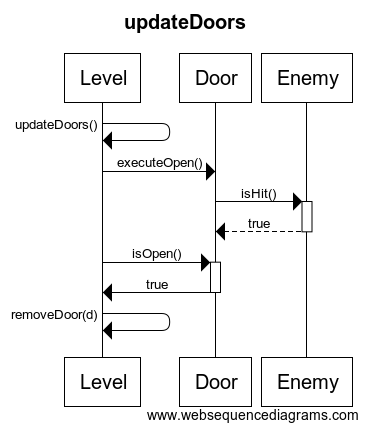 updateDoors
Level Door Enemy
updateDoors()
executeOpen()
isHit()
true
isOpen()
true
removeDoor(d)
Level Door Enemy
www.websequencediagrams.com